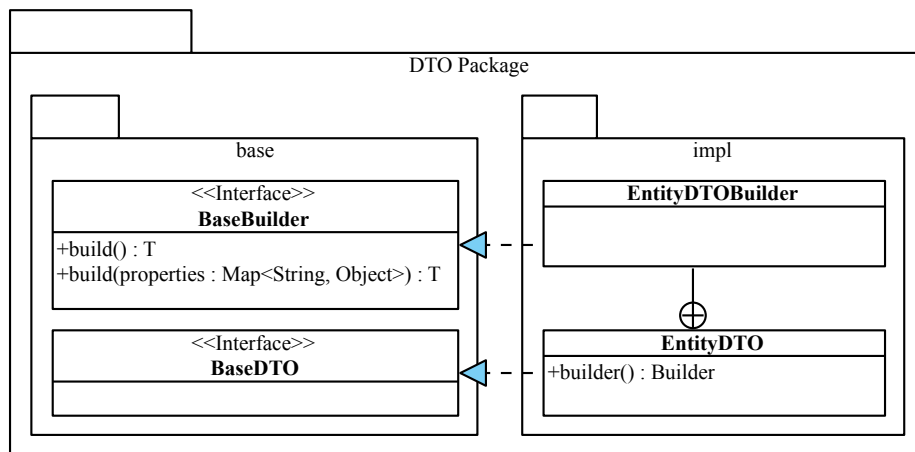 DTO Package
base
<<Interface>>
BaseBuilder
+build() : T
+build(properties : Map<String, Object>) : T
<<Interface>>
BaseDTO
impl
EntityDTOBuilder
EntityDTO
+builder() : Builder